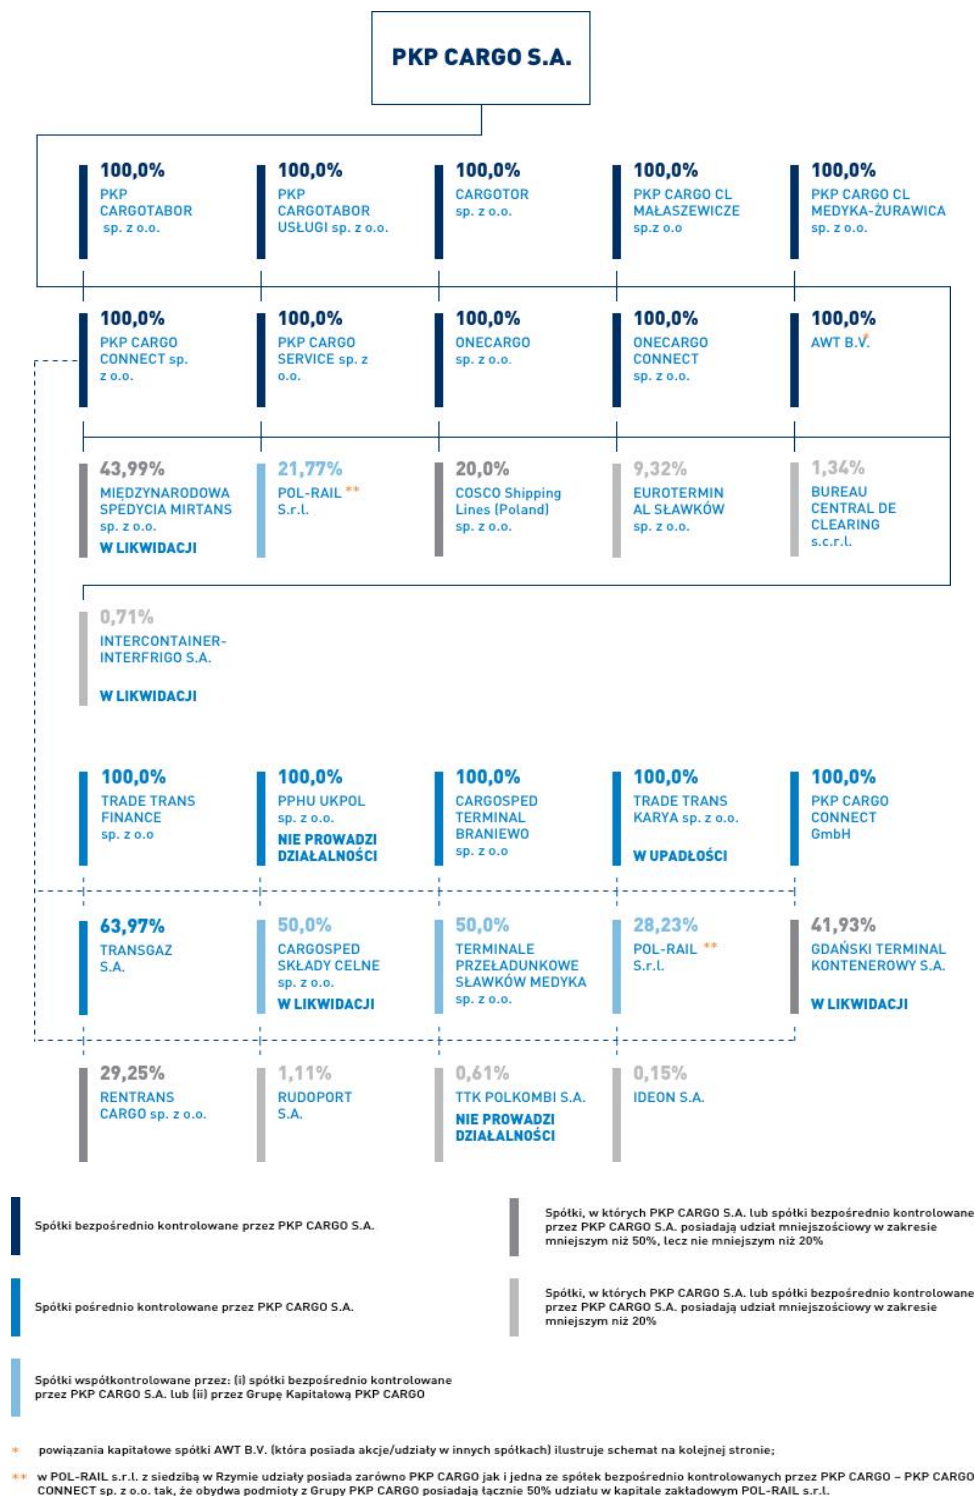 PKP CARGO S.A.
100,0%
PKP
CARGOTABOR
sp. z o.o.
100,0%
PKP
CARGOTABOR
USŁUGI sp. z o.o.
100,0%
CARGOTOR
sp. z o.o.
100,0%
PKP CARGO CL
MAŁASZEWICZE
sp.z o.o
100,0%
PKP CARGO CL
MEDYKA-ŻURAWICA
sp. z o.o.
100,0%
PKP CARGO
CONNECT sp.
z o.o.
100,0%
PKP CARGO
SERVICE sp. z
o.o.
100,0%
ONECARGO
sp. z o.o.
100,0%
ONECARGO
CONNECT
sp. z o.o.
100,0%
AWT B.V.*
43,99%
MIĘDZYNARODOWA
SPEDYCIA MIRTANS
sp. z o.o.
W LIKWIDACJI
21,77%
POL-RAIL **
S.r.l.
20,0%
COSCO Shipping
Lines (Poland)
sp. z o.o.
9,32%
EUROTERMIN
AL SŁAWKÓW
sp. z o.o.
1,34%
BUREAU
CENTRAL DE
CLEARING
s.c.r.l.
0,71%
INTERCONTAINER-
INTERFRIGO S.A.
W LIKWIDACJI
100,0%
TRADE TRANS
FINANCE
sp. z o.o
100,0%
PPHU UKPOL
sp. z o.o.
NIE PROWADZI
DZIAŁALNOŚCI
100,0%
CARGOSPED
TERMINAL
BRANIEWO
sp. z o.o
100,0%
TRADE TRANS
KARYA sp. z o.o.
W UPADŁOŚCI
100,0%
PKP CARGO
CONNECT
GmbH
63,97%
TRANSGAZ
S.A.
50,0%
CARGOSPED
SKŁADY CELNE
sp. z o.o.
W LIKWIDACJI
50,0%
TERMINALE
PRZEŁADUNKOWE
SŁAWKÓW MEDYKA
sp. z o.o.
28,23%
POL-RAIL **
S.r.l.
41,93%
GDAŃSKI TERMINAL
KONTENEROWY S.A.
W LIKWIDACJI
29,25%
RENTRANS
CARGO sp. z o.o.
1,11%
RUDOPORT
S.A.
0,61%
TTK POLKOMBI S.A.
NIE PROWADZI
DZIAŁALNOŚCI
0,15%
IDEON S.A.
Spółki bezpośrednio kontrolowane przez PKP CARGO S.A.
Spółki, w których PKP CARGO S.A. lub spółki bezpośrednio kontrolowane
przez PKP CARGO S.A. posiadają udział mniejszościowy w zakresie
mniejszym niż 50%, lecz nie mniejszym niż 20%
Spółki pośrednio kontrolowane przez PKP CARGO S.A.
Spółki, w których PKP CARGO S.A. lub spółki bezpośrednio kontrolowane
przez PKP CARGO S.A. posiadają udział mniejszościowy w zakresie
mniejszym niż 20%
Spółki współkontrolowane przez: (i) spółki bezpośrednio kontrolowane
przez PKP CARGO S.A. lub (ii) przez Grupę Kapitałową PKP CARGO
* powiązania kapitałowe spółki AWT B.V. (która posiada akcje/udziały w innych spółkach) ilustruje schemat na kolejnej stronie;
** w POL-RAIL s.r.l. z siedzibą w Rzymie udziały posiada zarówno PKP CARGO jak i jedna ze spółek bezpośrednio kontrolowanych przez PKP CARGO – PKP CARGO
CONNECT sp. z o.o. tak, że obydwa podmioty z Grupy PKP CARGO posiadają łącznie 50% udziału w kapitale zakładowym POL-RAIL s.r.l.